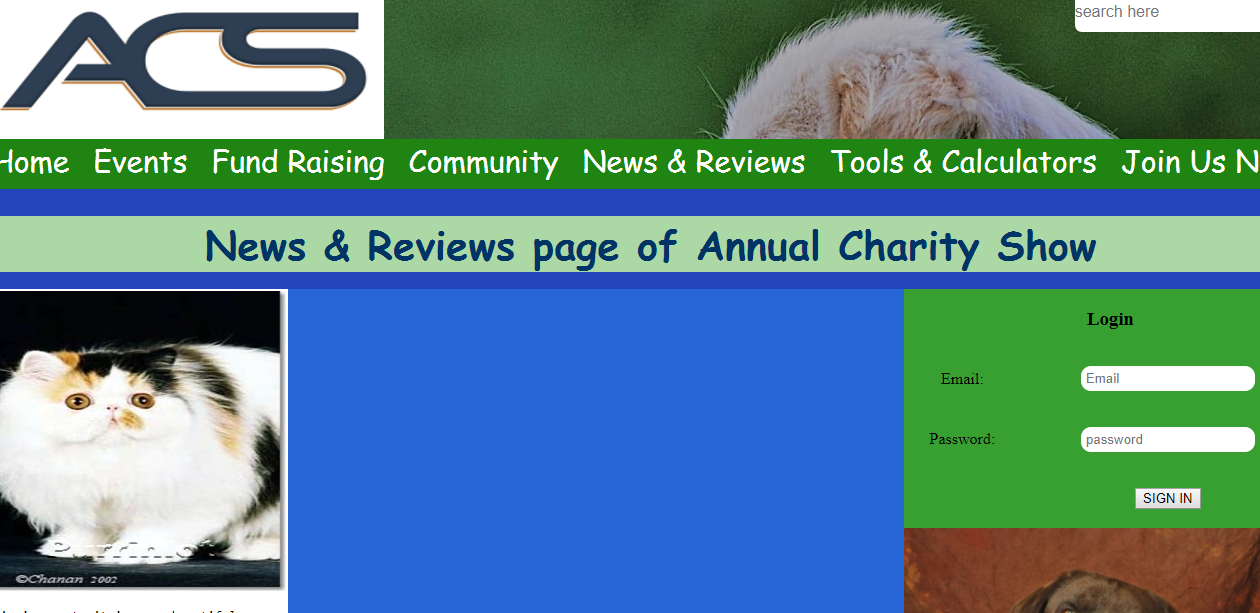 ACS
search here
Home Events Fund Raising Community News & Reviews Tools & Calculators Join Us N
News & Reviews page of Annual Charity Show
Login
Email: Email
Password: password
SIGN IN
©Chanan 2002